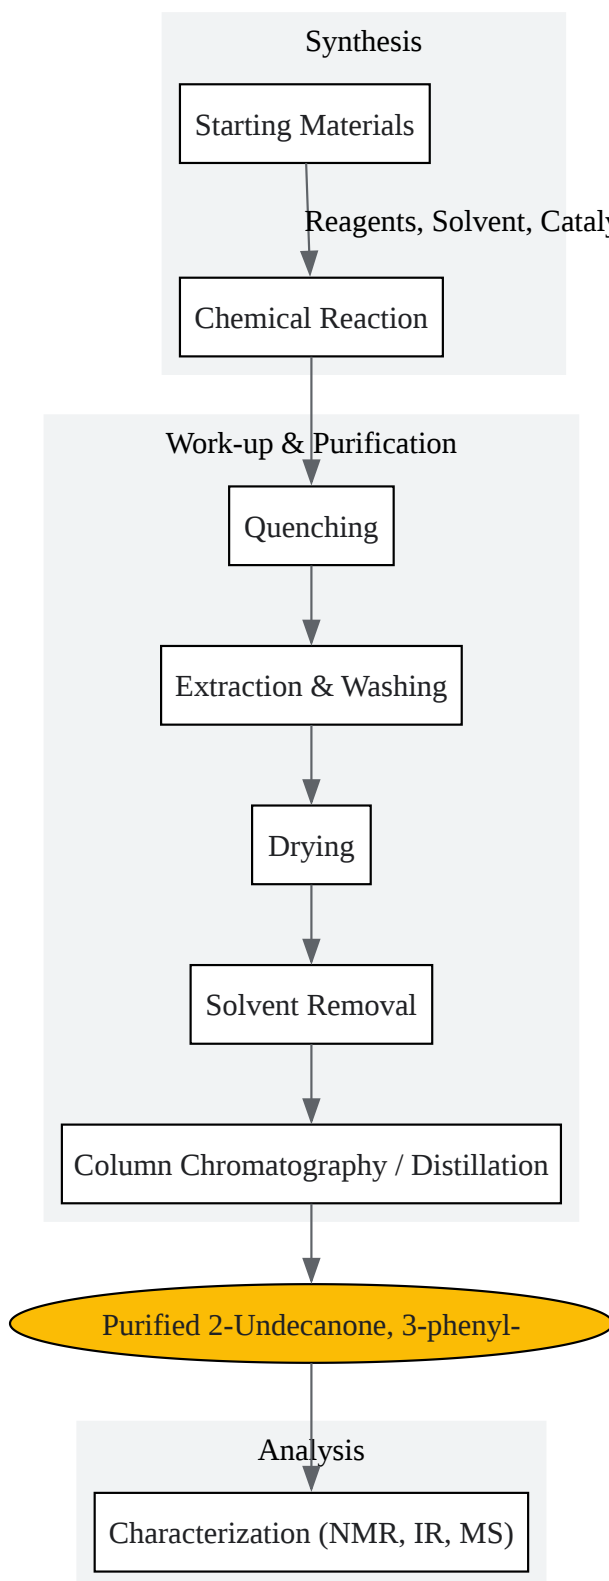 Synthesis
Starting Materials
Reagents, Solvent,
Chemical Reaction
Work-up & Purification
Quenching
Extraction & Washing
Drying
Solvent Removal
Column Chromatography / Distillation
Purified 2-Undecanone, 3-phenyl-
Analysis
Characterization (NMR, IR, MS)